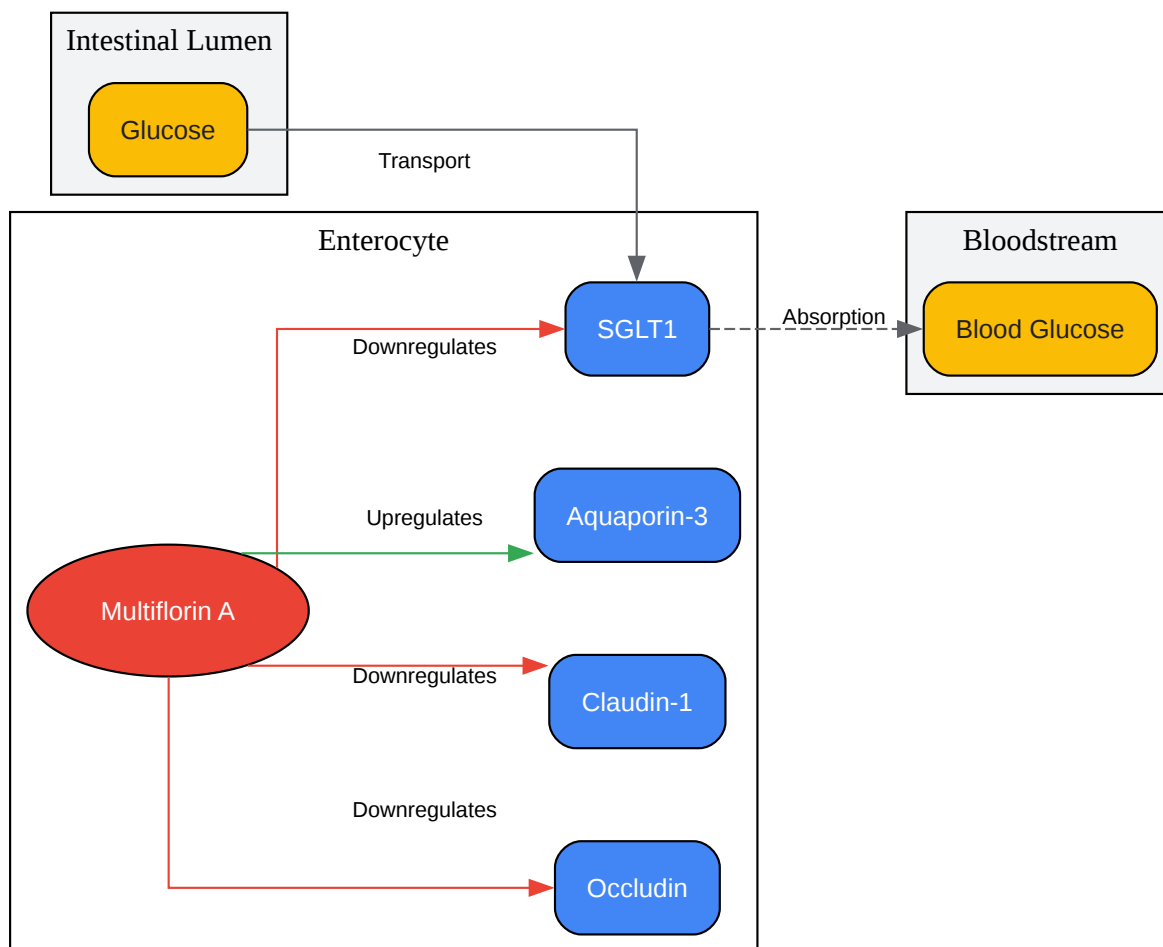 Intestinal Lumen
Glucose
Transport
Enterocyte
Bloodstream
SGLT1
Absorption
Blood Glucose
Downregulates
Upregulates
Aquaporin-3
Multiflorin A
Downregulates
Claudin-1
Downregulates
Occludin